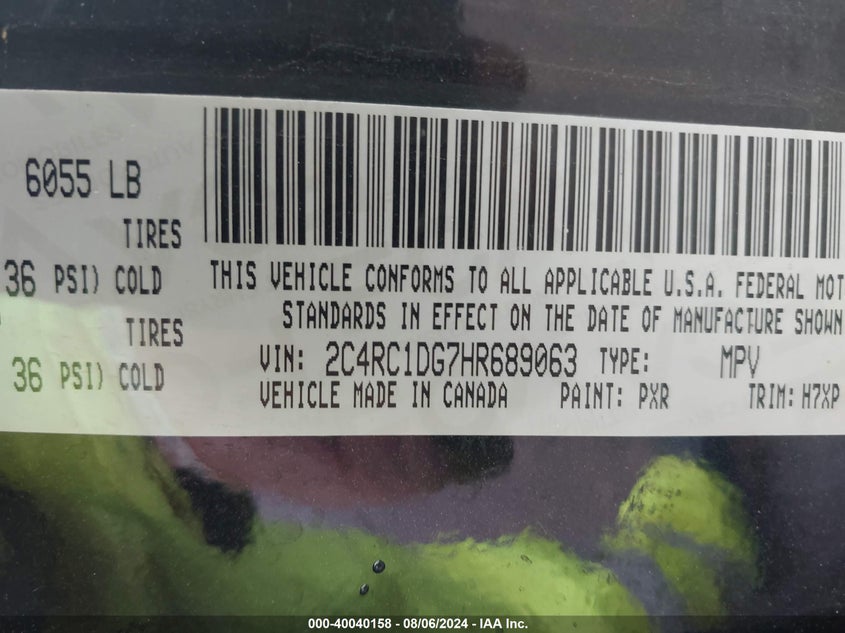 6055 LB
TIRES
36 PSI) COLD
TIRES
36 PSI) COLD
THIS VEHICLE CONFORMS TO ALL APPLICABLE U.S.A. FEDERAL MOT
STANDARDS IN EFFECT ON THE DATE OF MANUFACTURE SHOWN
VIN: 2C4RC1DG7HR689063 TYPE: MPV
VEHICLE MADE IN CANADA PAINT: PXR TRIM: H7XP
000-40040158 - 08/06/2024 - IAA Inc.